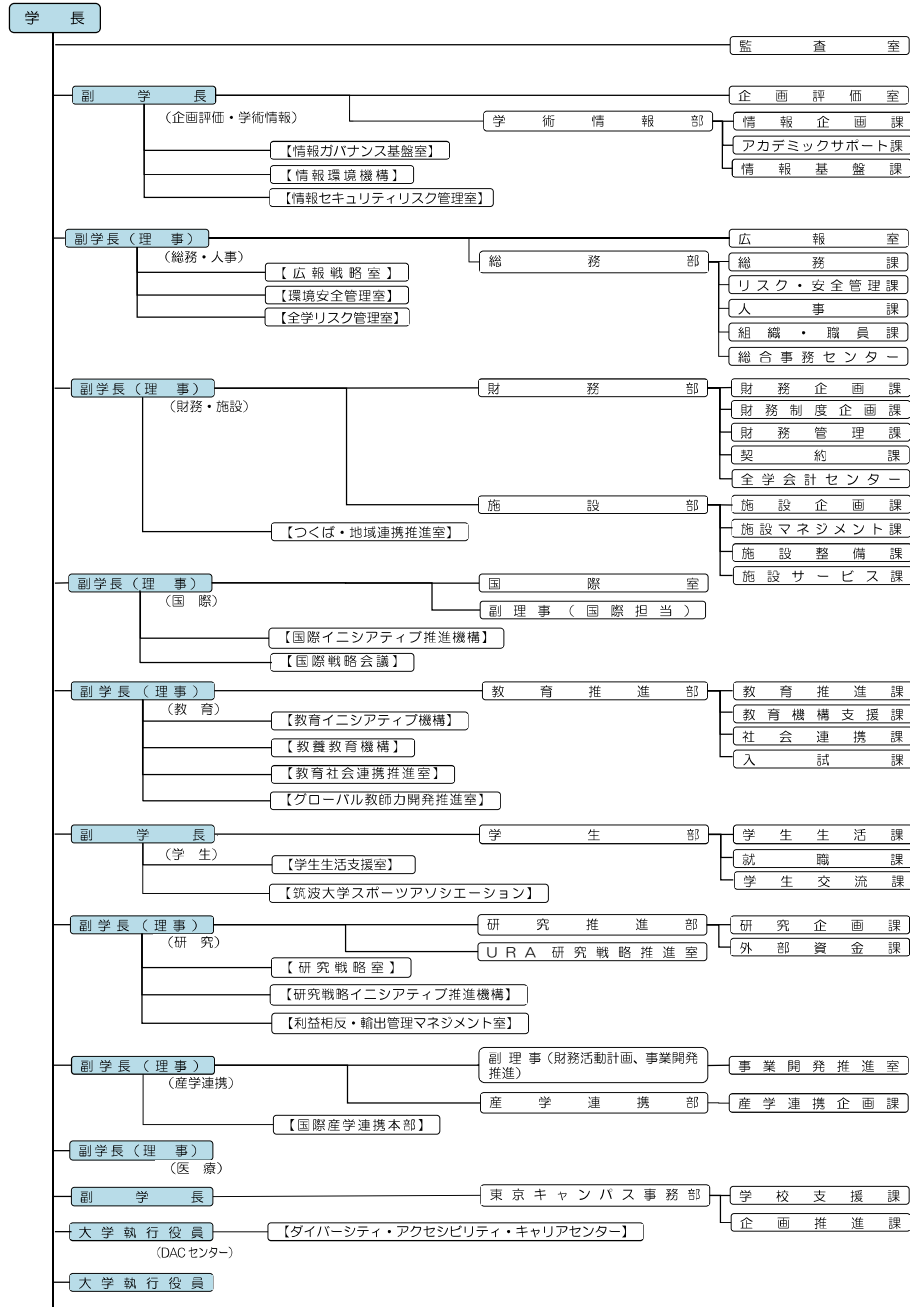 学 長
監 査 室
副 学 長
(企画評価・学術情報)
企 画 評 価 室
学 術 情 報 部
情 報 企 画 課
アカデミックサポート課
情 報 基 盤 課
【情報ガバナンス基盤室】
【情報環境機構】
【情報セキュリティリスク管理室】
副学長(理 事)
(総務・人事)
広 報 室
総 務 部
総 務 課
リスク・安全管理課
人 事 課
組 織 ・ 職 員 課
総合事務センター
【広報戦略室】
【環境安全管理室】
【全学リスク管理室】
副学長(理 事)
(財務・施設)
財 務 部
財 務 企 画 課
財務制度企画課
財 務 管 理 課
契 約 課
全学会計センター
施 設 部
施 設 企 画 課
施設マネジメント課
施 設 整 備 課
施設サービス課
【つくば・地域連携推進室】
副学長(理 事)
(国 際)
国 際 室
副 理 事 ( 国 際 担 当 )
【国際イニシアティブ推進機構】
【国際戦略会議】
副学長(理事)
(教 育)
教 育 推 進 部
教 育 推 進 課
教育機構支援課
社 会 連 携 課
入 試 課
【教育イニシアティブ機構】
【教養教育機構】
【教育社会連携推進室】
【グローバル教師力開発推進室】
副 学 長
(学 生)
学 生 部
学 生 生 活 課
就 職 課
学 生 交 流 課
【学生生活支援室】
【筑波大学スポーツアソシエーション】
副学長(理事)
(研 究)
研 究 推 進 部
研 究 企 画 課
外 部 資 金 課
URA 研究戦略推進室
【研究戦略室】
【研究戦略イニシアティブ推進機構】
【利益相反・輸出管理マネジメント室】
副学長(理事)
(産学連携)
副 理 事(財務活動計画、事業開発
推進)
事業開発推進室
産 学 連 携 部
産学連携企画課
【国際産学連携本部】
副学長(理 事)
(医 療)
副 学 長
東京キャンパス事務部
学 校 支 援 課
企 画 推 進 課
大学執行役員
【ダイバーシティ・アクセシビリティ・キャリアセンター】
(DACセンター)
大学執行役員